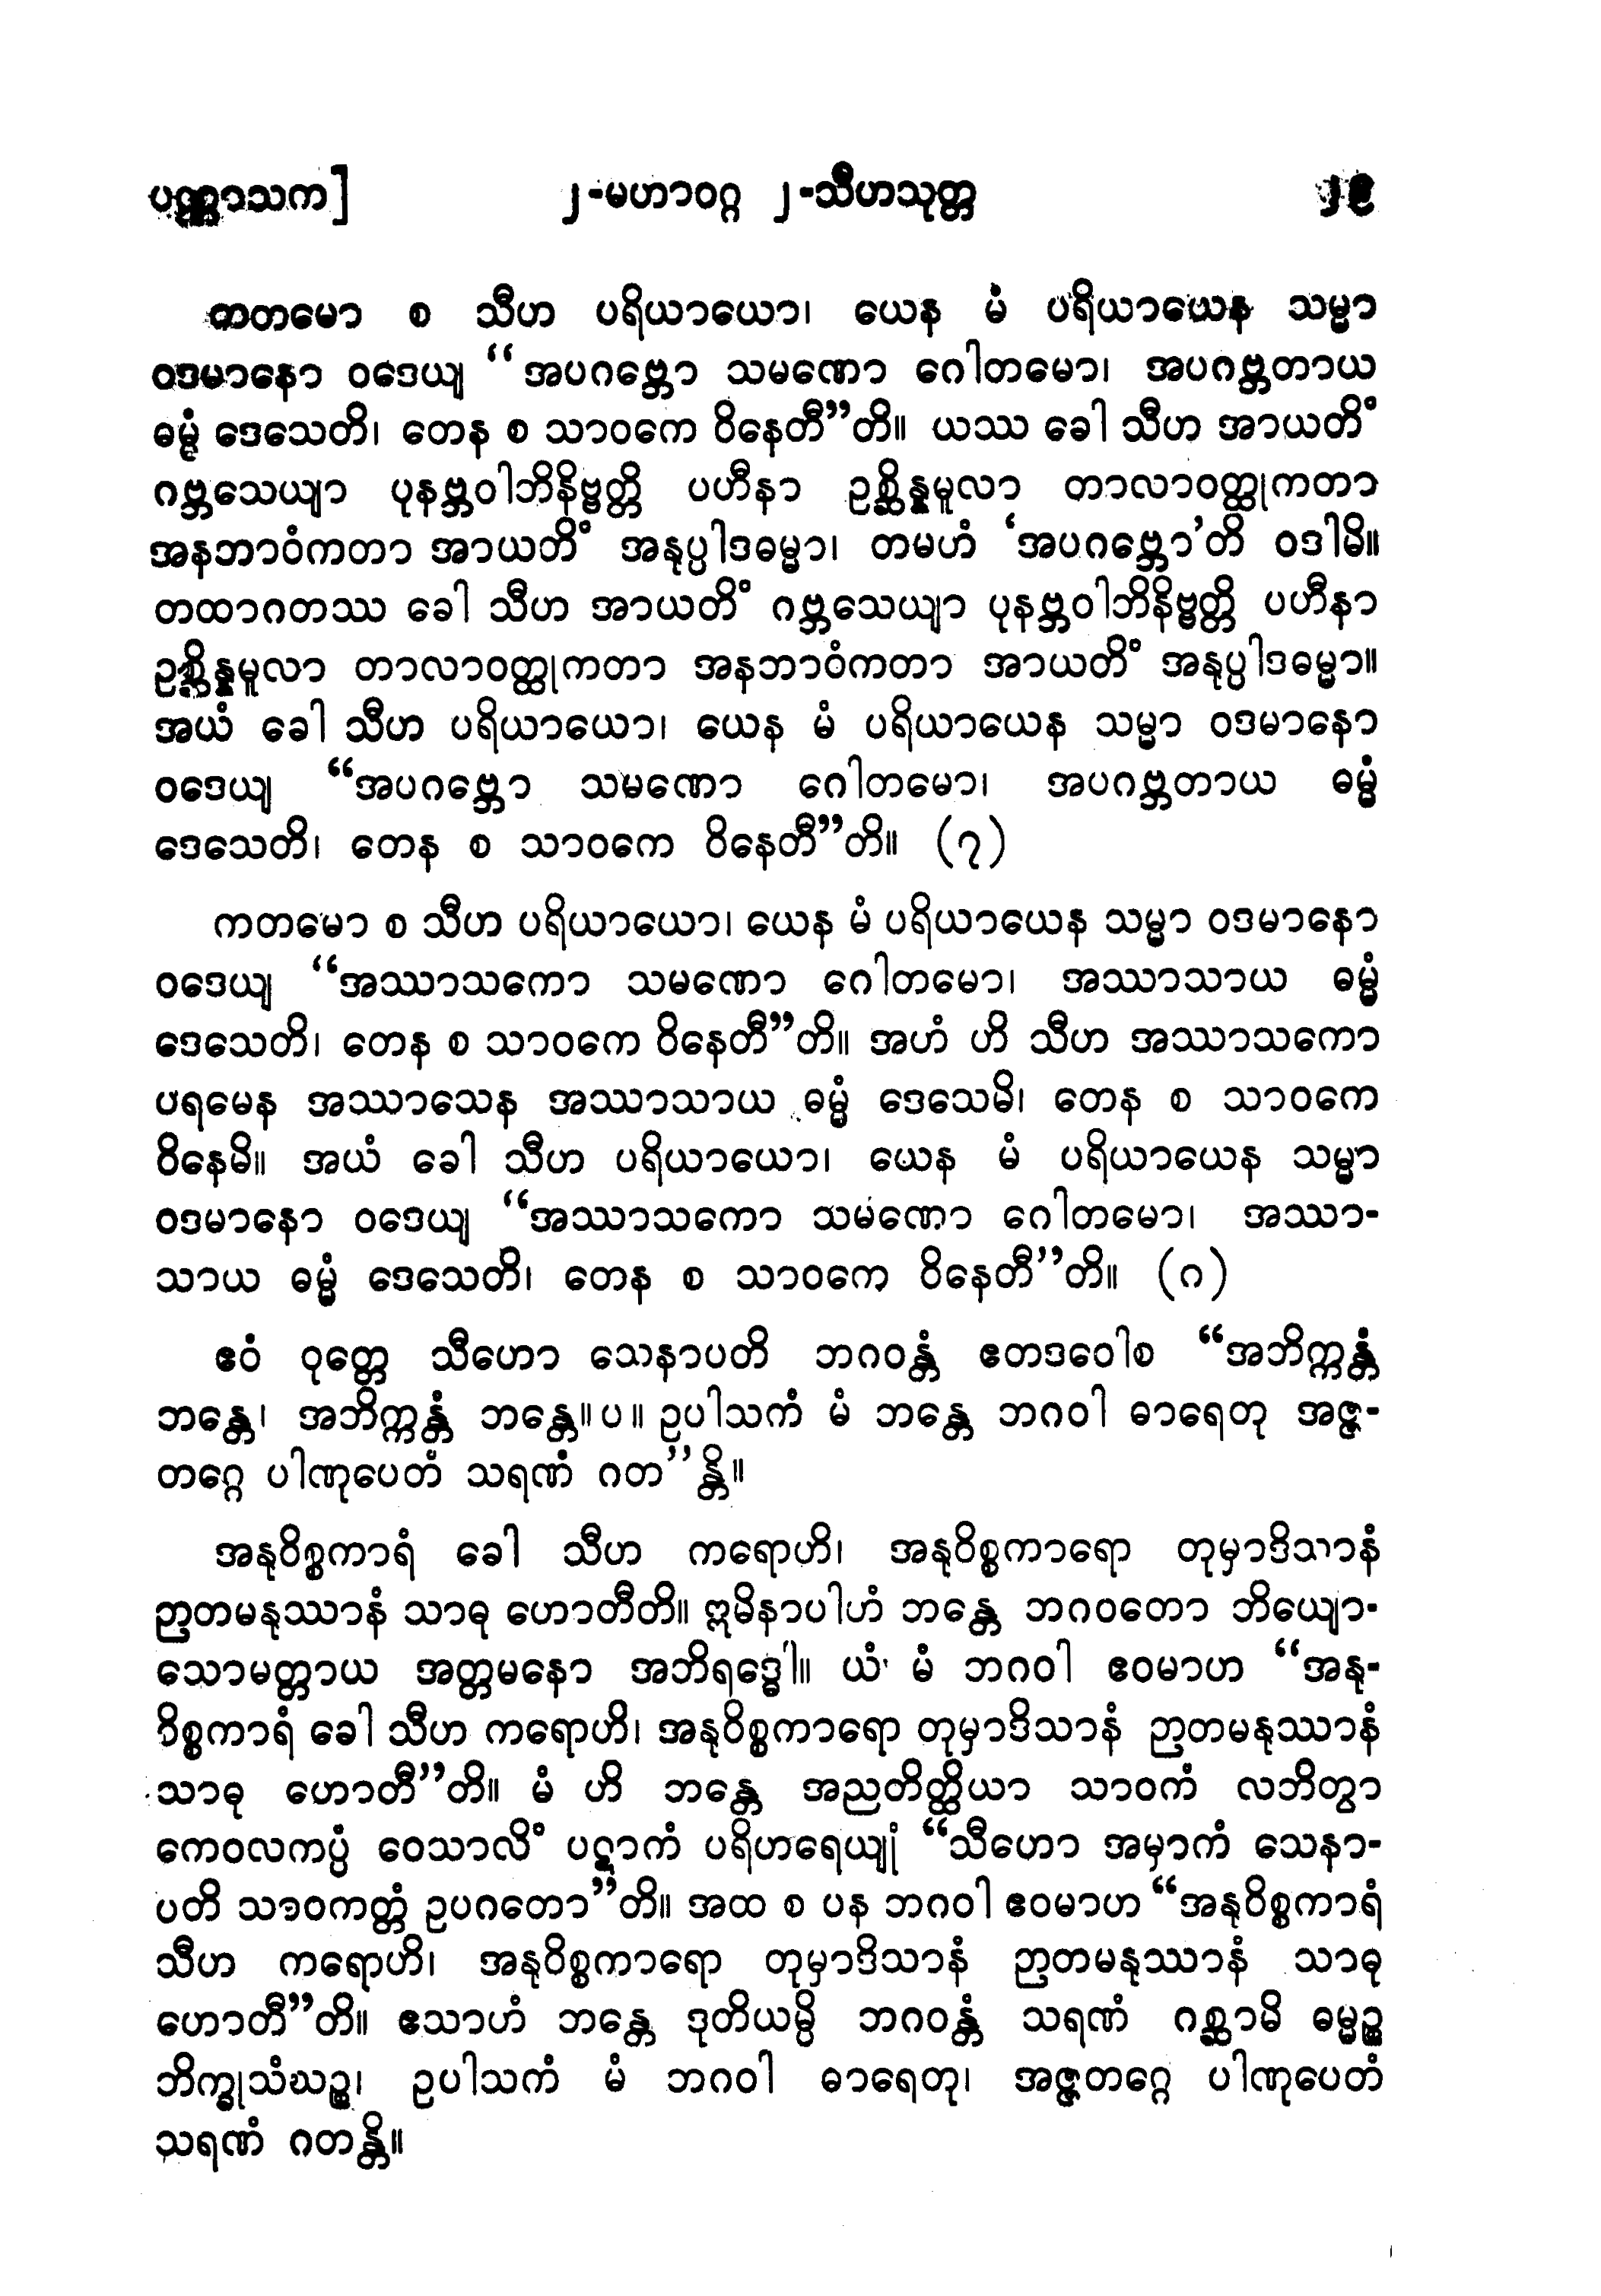 ပဏ္ဏာသက] ၂-မဟာဝဂ္ဂ ၂-သီဟသုတ္တ ၂၉
ကတမော စ သီဟ ပရိယာယော၊ ယေန မံ ပရိယာယေန သမ္မာ
ဝဒမာနော ဝဒေယျ “အပဂဗ္ဘော သမဏော ဂေါတမော၊ အပဂဗ္ဘတာယ
ဓမ္မံ ဒေသေတိ၊ တေန စ သာဝကေ ဝိနေတီ”တိ။ ယဿ ခေါ သီဟ အာယတိံ
ဂဗ္ဘသေယျာ ပုနဗ္ဘဝါဘိနိဗ္ဗတ္တိ ပဟီနာ ဥစ္ဆိန္နမူလာ တာလာဝတ္ထုကတာ
အနဘာဝံကတာ အာယတိံ အနုပ္ပါဒဓမ္မာ၊ တမဟံ ‘အပဂဗ္ဘော’တိ ဝဒါမိ။
တထာဂတဿ ခေါ သီဟ အာယတိံ ဂဗ္ဘသေယျာ ပုနဗ္ဘဝါဘိနိဗ္ဗတ္တိ ပဟီနာ
ဥစ္ဆိန္နမူလာ တာလာဝတ္ထုကတာ အနဘာဝံကတာ အာယတိံ အနုပ္ပါဒဓမ္မာ။
အယံ ခေါ သီဟ ပရိယာယော၊ ယေန မံ ပရိယာယေန သမ္မာ ဝဒမာနော
ဝဒေယျ “အပဂဗ္ဘော သမဏော ဂေါတမော၊ အပဂဗ္ဘတာယ ဓမ္မံ
ဒေသေတိ၊ တေန စ သာဝကေ ဝိနေတီ”တိ။ (၇)
ကတမော စ သီဟ ပရိယာယော၊ ယေန မံ ပရိယာယေန သမ္မာ ဝဒမာနော
ဝဒေယျ “အဿာသကော သမဏော ဂေါတမော၊ အဿာသာယ ဓမ္မံ
ဒေသေတိ၊ တေန စ သာဝကေ ဝိနေတီ”တိ။ အဟံ ဟိ သီဟ အဿာသကော
ပရမေန အဿာသေန အဿာသာယ ဓမ္မံ ဒေသေမိ၊ တေန စ သာဝကေ
ဝိနေမိ။ အယံ ခေါ သီဟ ပရိယာယော၊ ယေန မံ ပရိယာယေန သမ္မာ
ဝဒမာနော ဝဒေယျ “အဿာသကော သမဏော ဂေါတမော၊ အဿာ-
သာယ ဓမ္မံ ဒေသေတိ၊ တေန စ သာဝကေ ဝိနေတီ”တိ။ (၈)
ဧဝံ ဝုတ္တေ သီဟော သေနာပတိ ဘဂဝန္တံ ဧတဒဝေါစ “အဘိက္ကန္တံ
ဘန္တေ၊ အဘိက္ကန္တံ ဘန္တေ။ပ။ ဥပါသကံ မံ ဘန္တေ ဘဂဝါ ဓာရေတု အဇ္ဇ-
တဂ္ဂေ ပါဏုပေတံ သရဏံ ဂတ”န္တိ။
အနုဝိစ္စကာရံ ခေါ သီဟ ကရောဟိ၊ အနုဝိစ္စကာရော တုမှာဒိသာနံ
ဉာတမနုဿာနံ သာဓု ဟောတီတိ။ ဣမိနာပါဟံ ဘန္တေ ဘဂဝတော ဘိယျော-
သောမတ္တာယ အတ္တမနော အဘိရဒ္ဓေါ။ ယံ မံ ဘဂဝါ ဧဝမာဟ “အနု-
ဝိစ္စကာရံ ခေါ သီဟ ကရောဟိ၊ အနုဝိစ္စကာရော တုမှာဒိသာနံ ဉာတမနုဿာနံ
သာဓု ဟောတီ”တိ။ မံ ဟိ ဘန္တေ အညတိတ္ထိယာ သာဝကံ လဘိတွာ
ကေဝလကပ္ပံ ဝေသာလိံ ပဋာကံ ပရိဟရေယျုံ “သီဟော အမှာကံ သေနာ-
ပတိ သာဝကတ္တံ ဥပဂတော”တိ။ အထ စ ပန ဘဂဝါ ဧဝမာဟ “အနုဝိစ္စကာရံ
သီဟ ကရောဟိ၊ အနုဝိစ္စကာရော တုမှာဒိသာနံ ဉာတမနုဿာနံ သာဓု
ဟောတီ”တိ။ ဧသာဟံ ဘန္တေ ဒုတိယမ္ပိ ဘဂဝန္တံ သရဏံ ဂစ္ဆာမိ ဓမ္မဉ္စ
ဘိက္ခုသံဃဉ္စ၊ ဥပါသကံ မံ ဘဂဝါ ဓာရေတု၊ အဇ္ဇတဂ္ဂေ ပါဏုပေတံ
သရဏံ ဂတန္တိ။